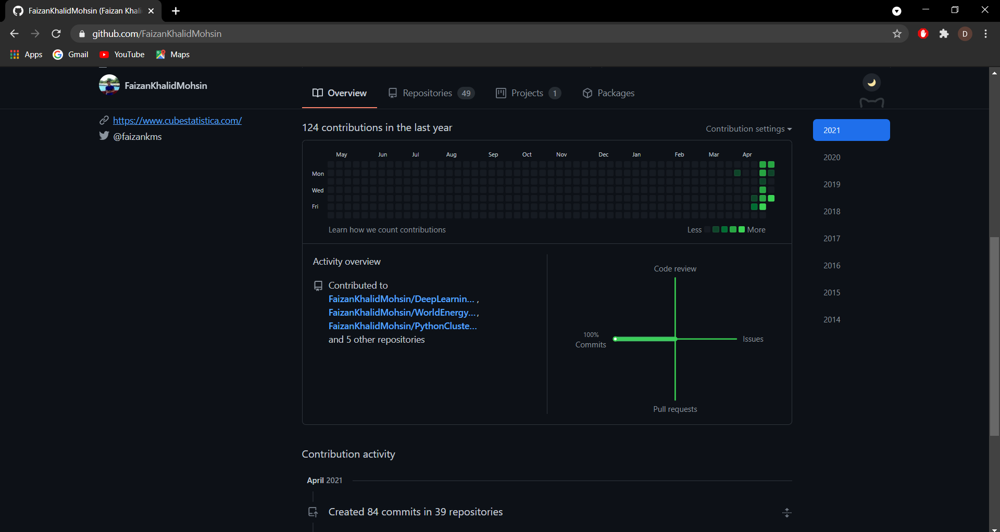 FaizanKhalidMohsin (Faizan Khali
github.com/FaizanKhalidMohsin
D
Apps Gmail YouTube Maps
FaizanKhalidMohsin
Overview Repositories 49 Projects 1 Packages
https://www.cubestatistica.com/
@faizankms
124 contributions in the last year
Contribution settings
2021
2020
2019
2018
2017
2016
2015
2014
May Jun Jul Aug Sep Oct Nov Dec Jan Feb Mar Apr
Mon
Wed
Fri
Learn how we count contributions
Less More
Activity overview
Contributed to
FaizanKhalidMohsin/DeepLearnin... ,
FaizanKhalidMohsin/WorldEnergy...,
FaizanKhalidMohsin/PythonCluste...
and 5 other repositories
Code review
100%
Commits
Issues
Pull requests
Contribution activity
April 2021
Created 84 commits in 39 repositories